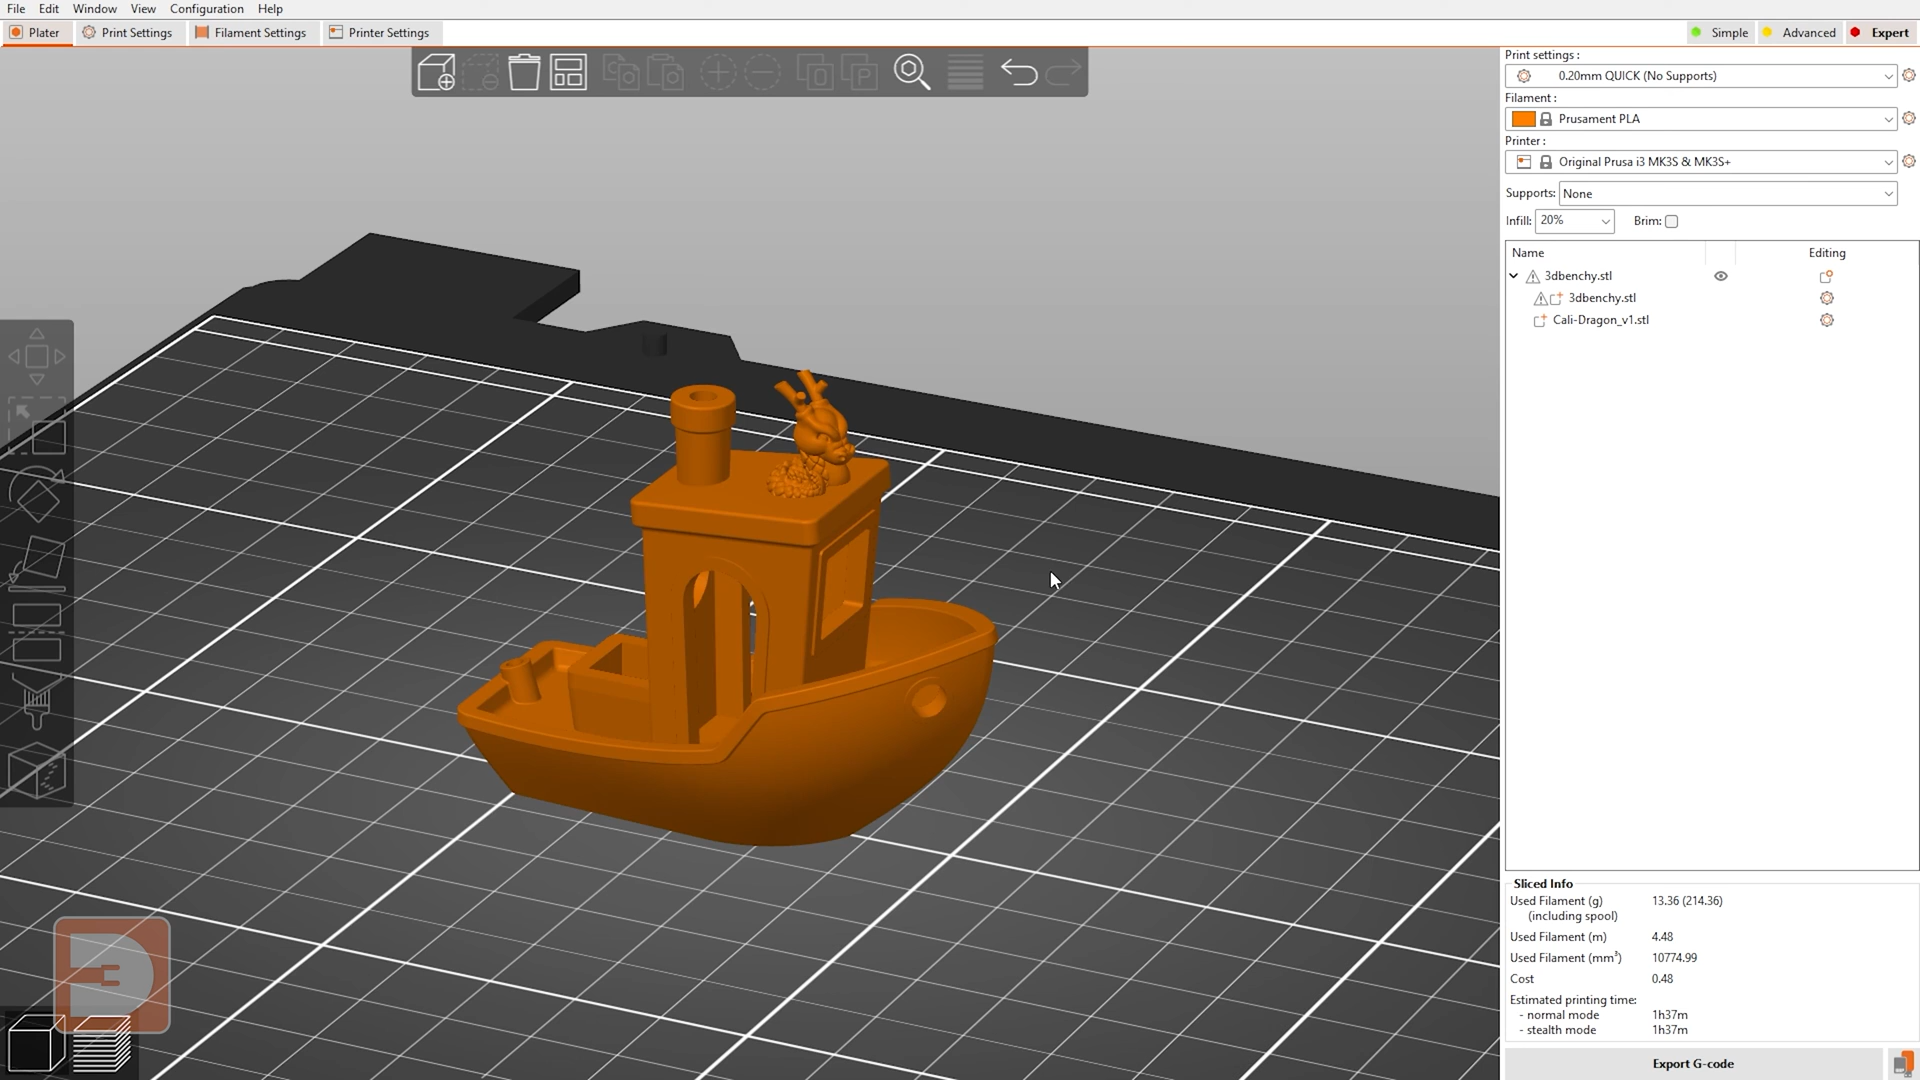 File Edit Window View Configuration Help
Plater Print Settings Filament Settings Printer Settings Simple Advanced Expert
Print settings :
0.20mm QUICK (No Supports)
Filament :
Prusament PLA
Printer :
Original Prusa i3 MK3S & MK3S+
Supports: None
Infill: 20% Brim:
Name Editing
3dbenchy.stl
3dbenchy.stl
Cali-Dragon_v1.stl
Sliced Info
Used Filament (g) 13.36 (214.36)
(including spool)
Used Filament (m) 4.48
Used Filament (mm³) 10774.99
Cost 0.48
Estimated printing time:
- normal mode 1h37m
- stealth mode 1h37m
Export G-code